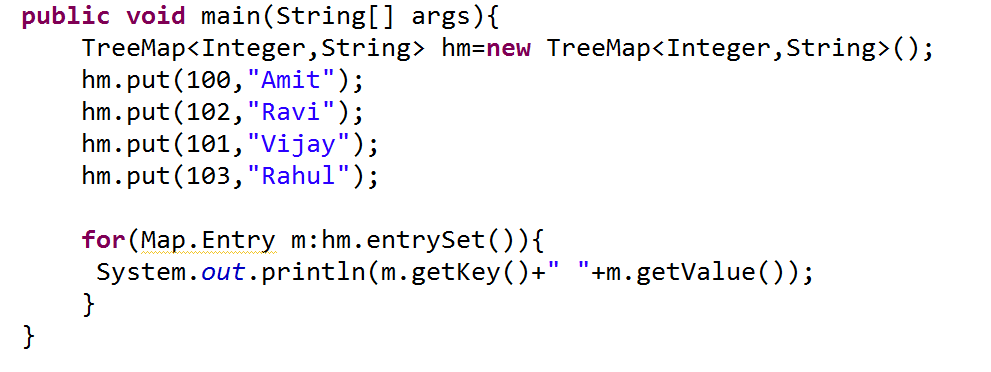 public void main(String[] args){
    TreeMap<Integer,String> hm=new TreeMap<Integer,String>();
    hm.put(100,"Amit");
    hm.put(102,"Ravi");
    hm.put(101,"Vijay");
    hm.put(103,"Rahul");

    for(Map.Entry m:hm.entrySet()){
     System.out.println(m.getKey()+" "+m.getValue());
    }
}